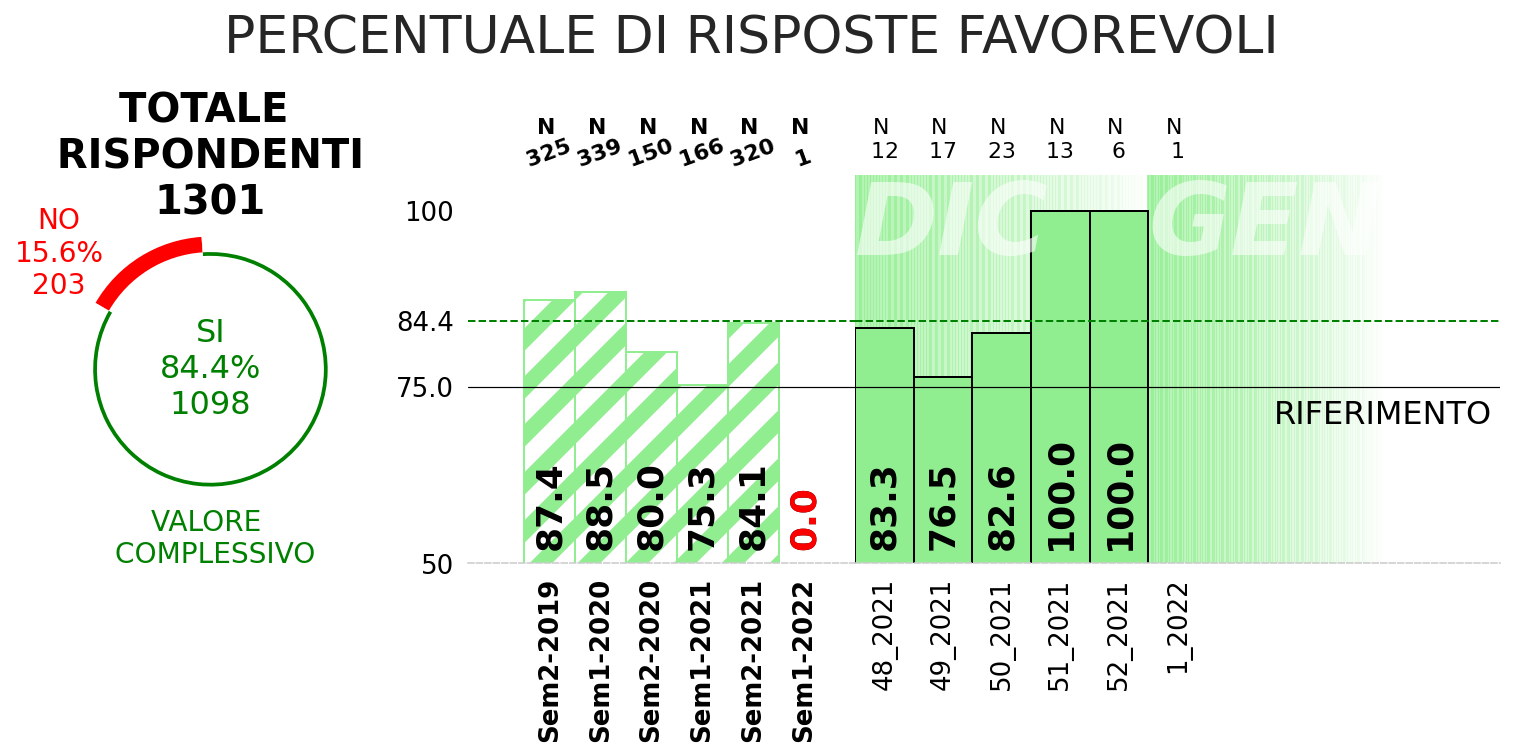 PERCENTUALE DI RISPOSTE FAVOREVOLI
TOTALE
RISPONDENTI
1301
NO
15.6%
203
SI
84.4%
1098
VALORE
COMPLESSIVO
N N N N N N
325 339 150 166 320 1
N N N N N N
12 17 23 13 6 1
DIC GEN
100
84.4
75.0
50
RIFERIMENTO
87.4
88.5
80.0
75.3
84.1
0.0
83.3
76.5
82.6
100.0
100.0
Sem2-2019
Sem1-2020
Sem2-2020
Sem1-2021
Sem2-2021
Sem1-2022
48_2021
49_2021
50_2021
51_2021
52_2021
1_2022